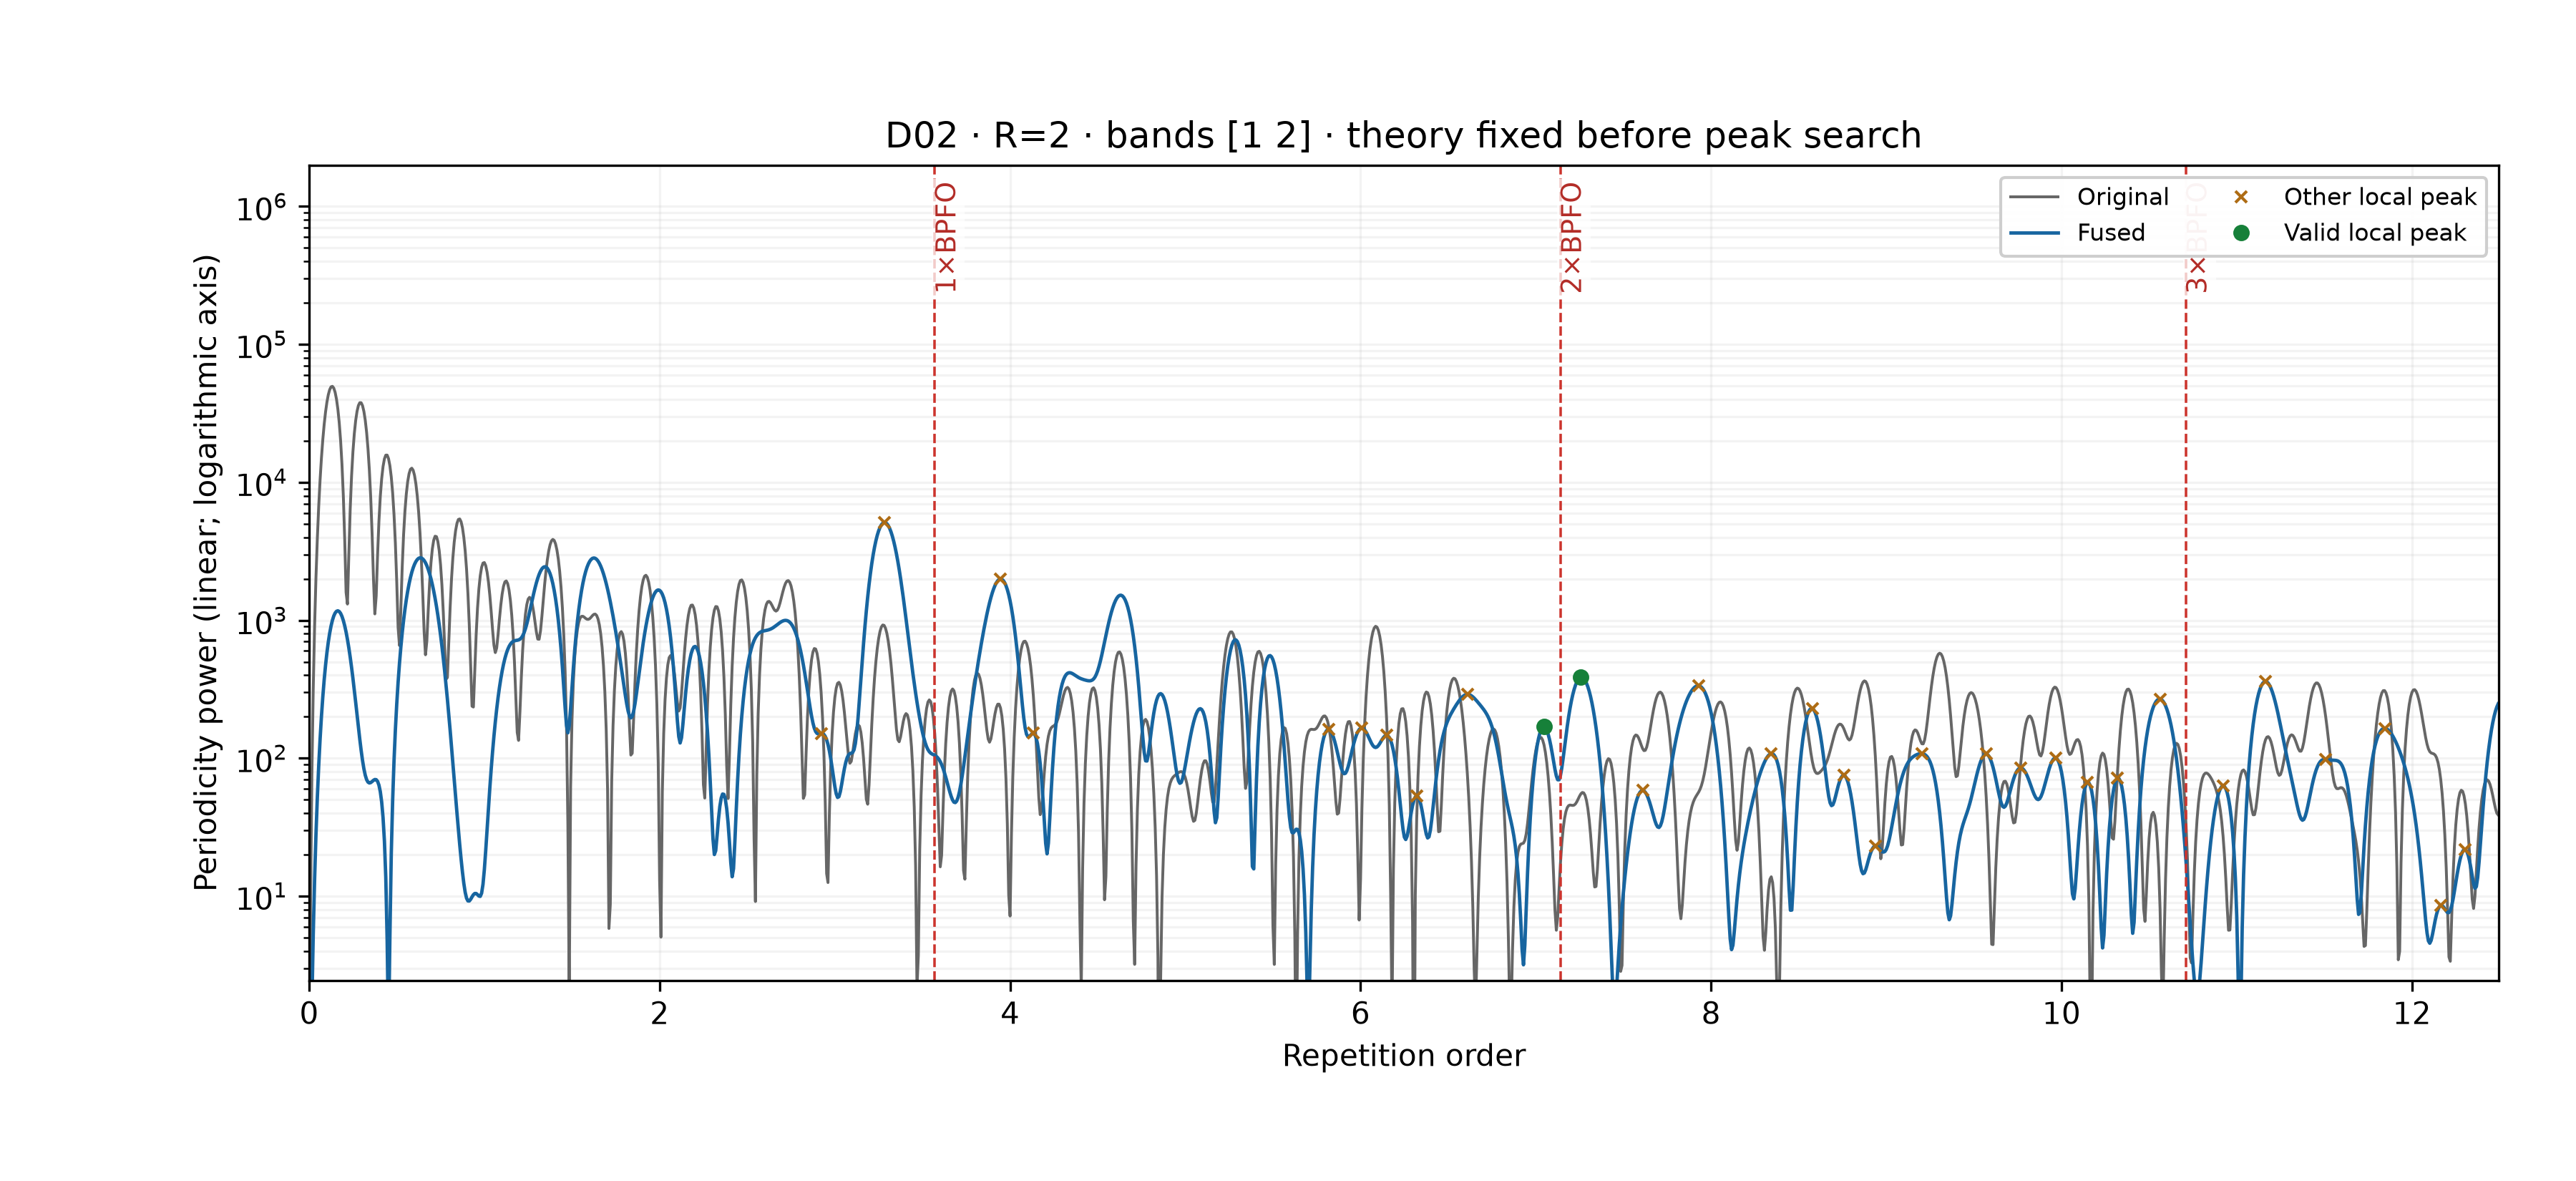 D02 · R=2 · bands [1 2] · theory fixed before peak search
Periodicity power (linear; logarithmic axis)
10⁶
10⁵
10⁴
10³
10²
10¹
1×BPFO
2×BPFO
3×BPFO
Original
Fused
Other local peak
Valid local peak
0 2 4 6 8 10 12
Repetition order